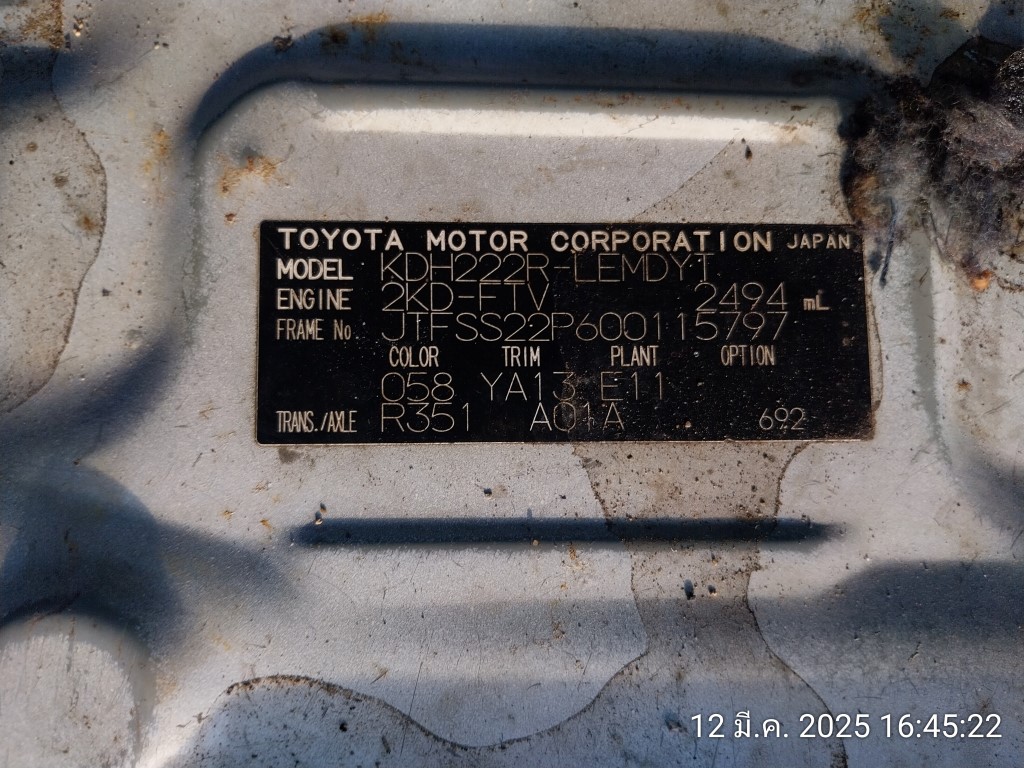 TOYOTA MOTOR CORPORATION JAPAN
MODEL KDH222R-LEMDYT
ENGINE 2KD-FTV 2494 mL
FRAME No. JTFSS22P600115797
COLOR TRIM PLANT OPTION
058 YA13 E11
TRANS./AXLE R351 A01A 692
12 มี.ค. 2025 16:45:22